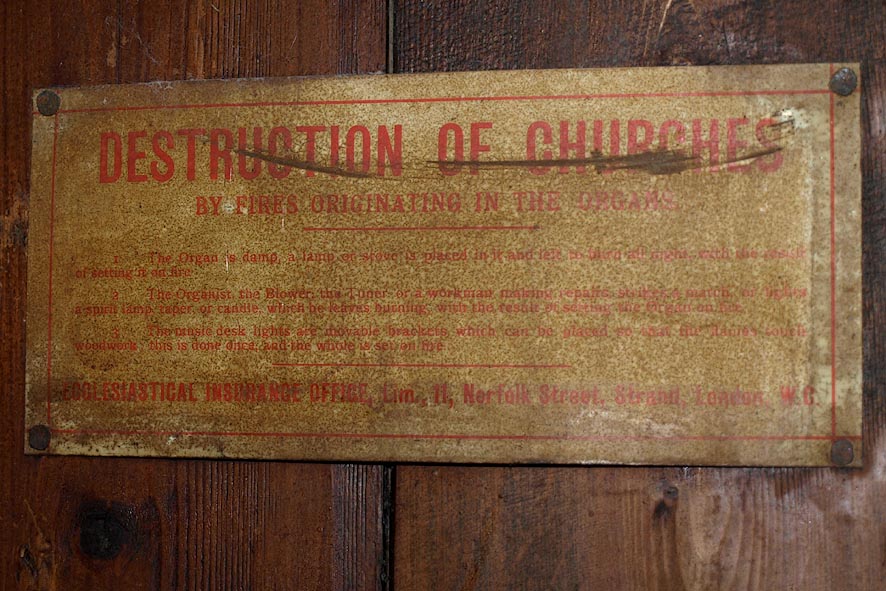 DESTRUCTION OF CHURCHES
BY FIRES ORIGINATING IN THE ORGANS.
1 The Organ is damp, a lamp or stove is placed in it and left to burn all night, with the result
of setting it on fire
2 The Organist, the Blower, the Tuner or a workman making repairs, strikes a match, or lights
a spirit lamp, taper, or candle, which he leaves burning, with the result of setting the Organ on fire.
3 The music desk lights are movable brackets which can be placed so that the flames touch
woodwork this is done once, and the whole is set on fire
ECCLESIASTICAL INSURANCE OFFICE, Lim., 11, Norfolk Street, Strand, London, W.C.